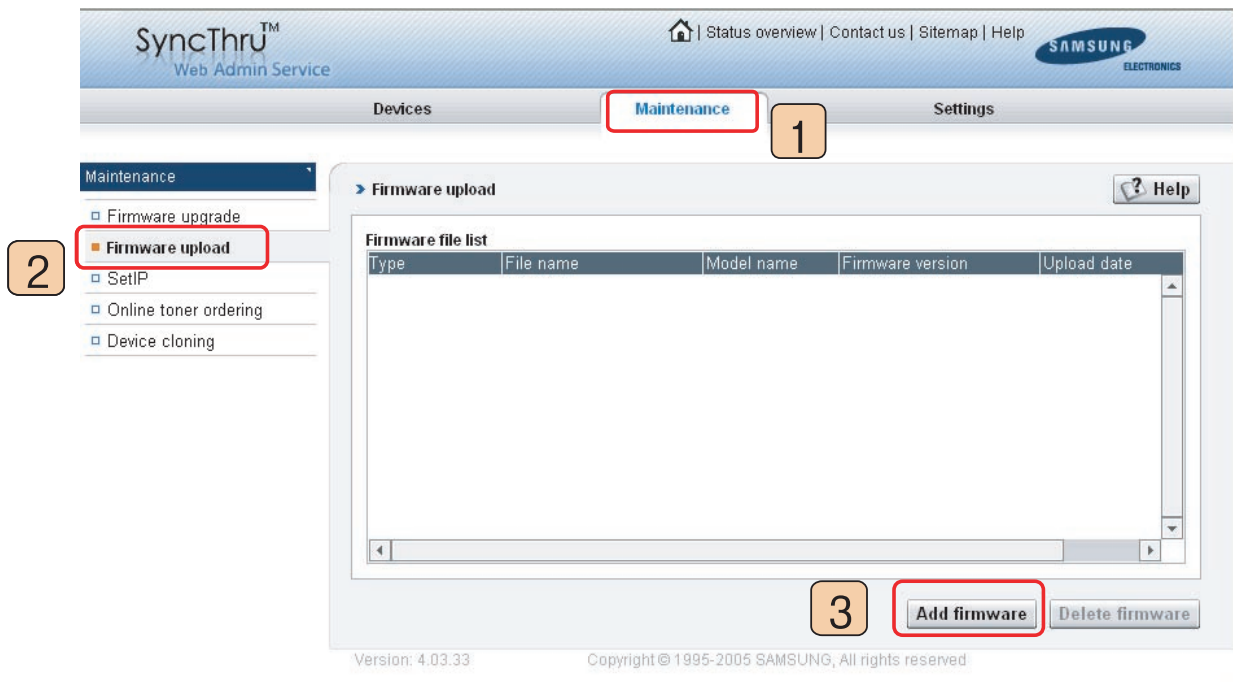 SyncThru™
Web Admin Service
| Status overview | Contact us | Sitemap | Help
SAMSUNG
ELECTRONICS
Devices
Maintenance
Settings
1
Maintenance
Firmware upgrade
Firmware upload
SetIP
Online toner ordering
Device cloning
2
Firmware upload
Help
Firmware file list
Type File name Model name Firmware version Upload date
3
Add firmware
Delete firmware
Version: 4.03.33
Copyright © 1995-2005 SAMSUNG, All rights reserved